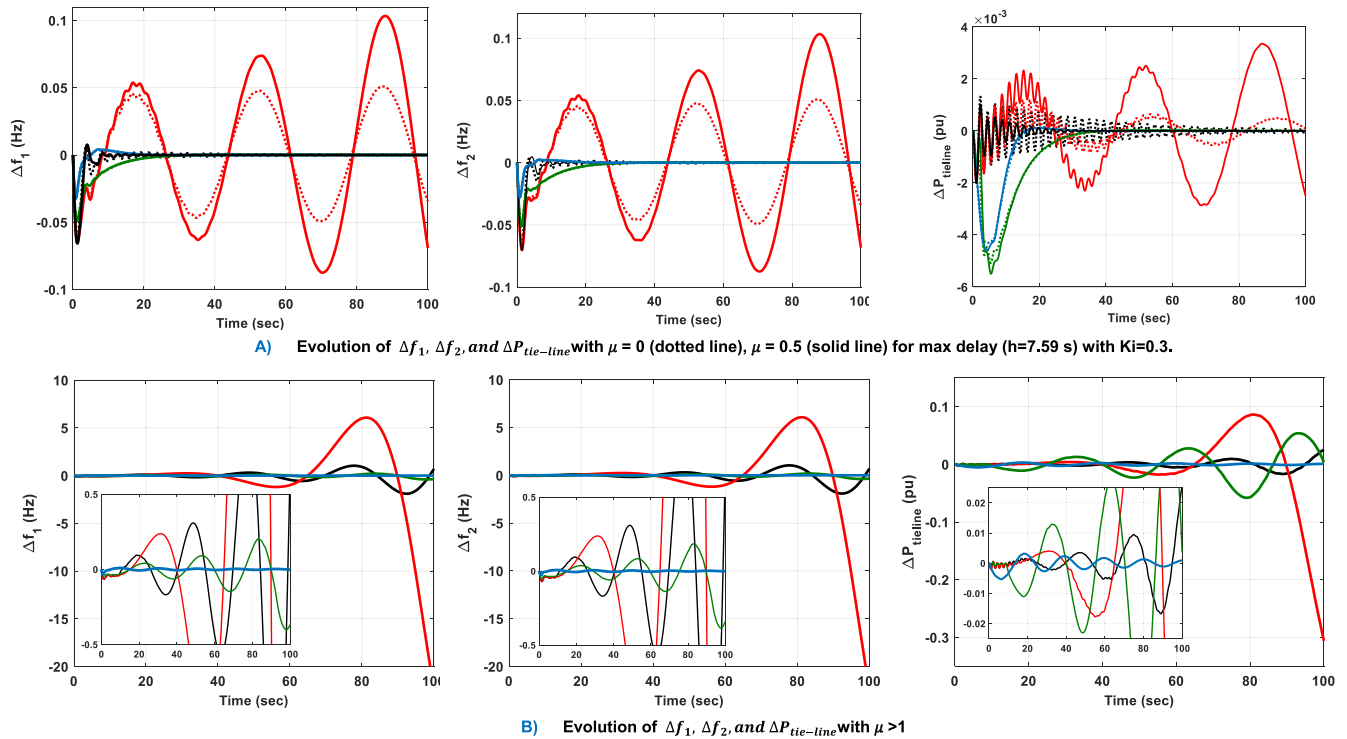 0.1
0.05
0
-0.05
-0.1
Δf1 (Hz)
0 20 40 60 80 100
Time (sec)
0.1
0.05
0
-0.05
-0.1
Δf2 (Hz)
0 20 40 60 80 100
Time (sec)
×10-3
4
2
0
-2
-4
-6
ΔPtieline (pu)
0 20 40 60 80 100
Time (sec)
A) Evolution of Δf1, Δf2, and ΔPtie−line with μ = 0 (dotted line), μ = 0.5 (solid line) for max delay (h=7.59 s) with Ki=0.3.
10
5
0
-5
-10
-15
-20
Δf1 (Hz)
0.5
0
-0.5
0 20 40 60 80 100
0 20 40 60 80 100
Time (sec)
10
5
0
-5
-10
-15
-20
Δf2 (Hz)
0.5
0
-0.5
0 20 40 60 80 100
0 20 40 60 80 100
Time (sec)
0.1
0
-0.1
-0.2
-0.3
ΔPtieline (pu)
0.02
0.01
0
-0.01
-0.02
0 20 40 60 80 100
0 20 40 60 80 100
Time (sec)
B) Evolution of Δf1, Δf2, and ΔPtie−line with μ >1